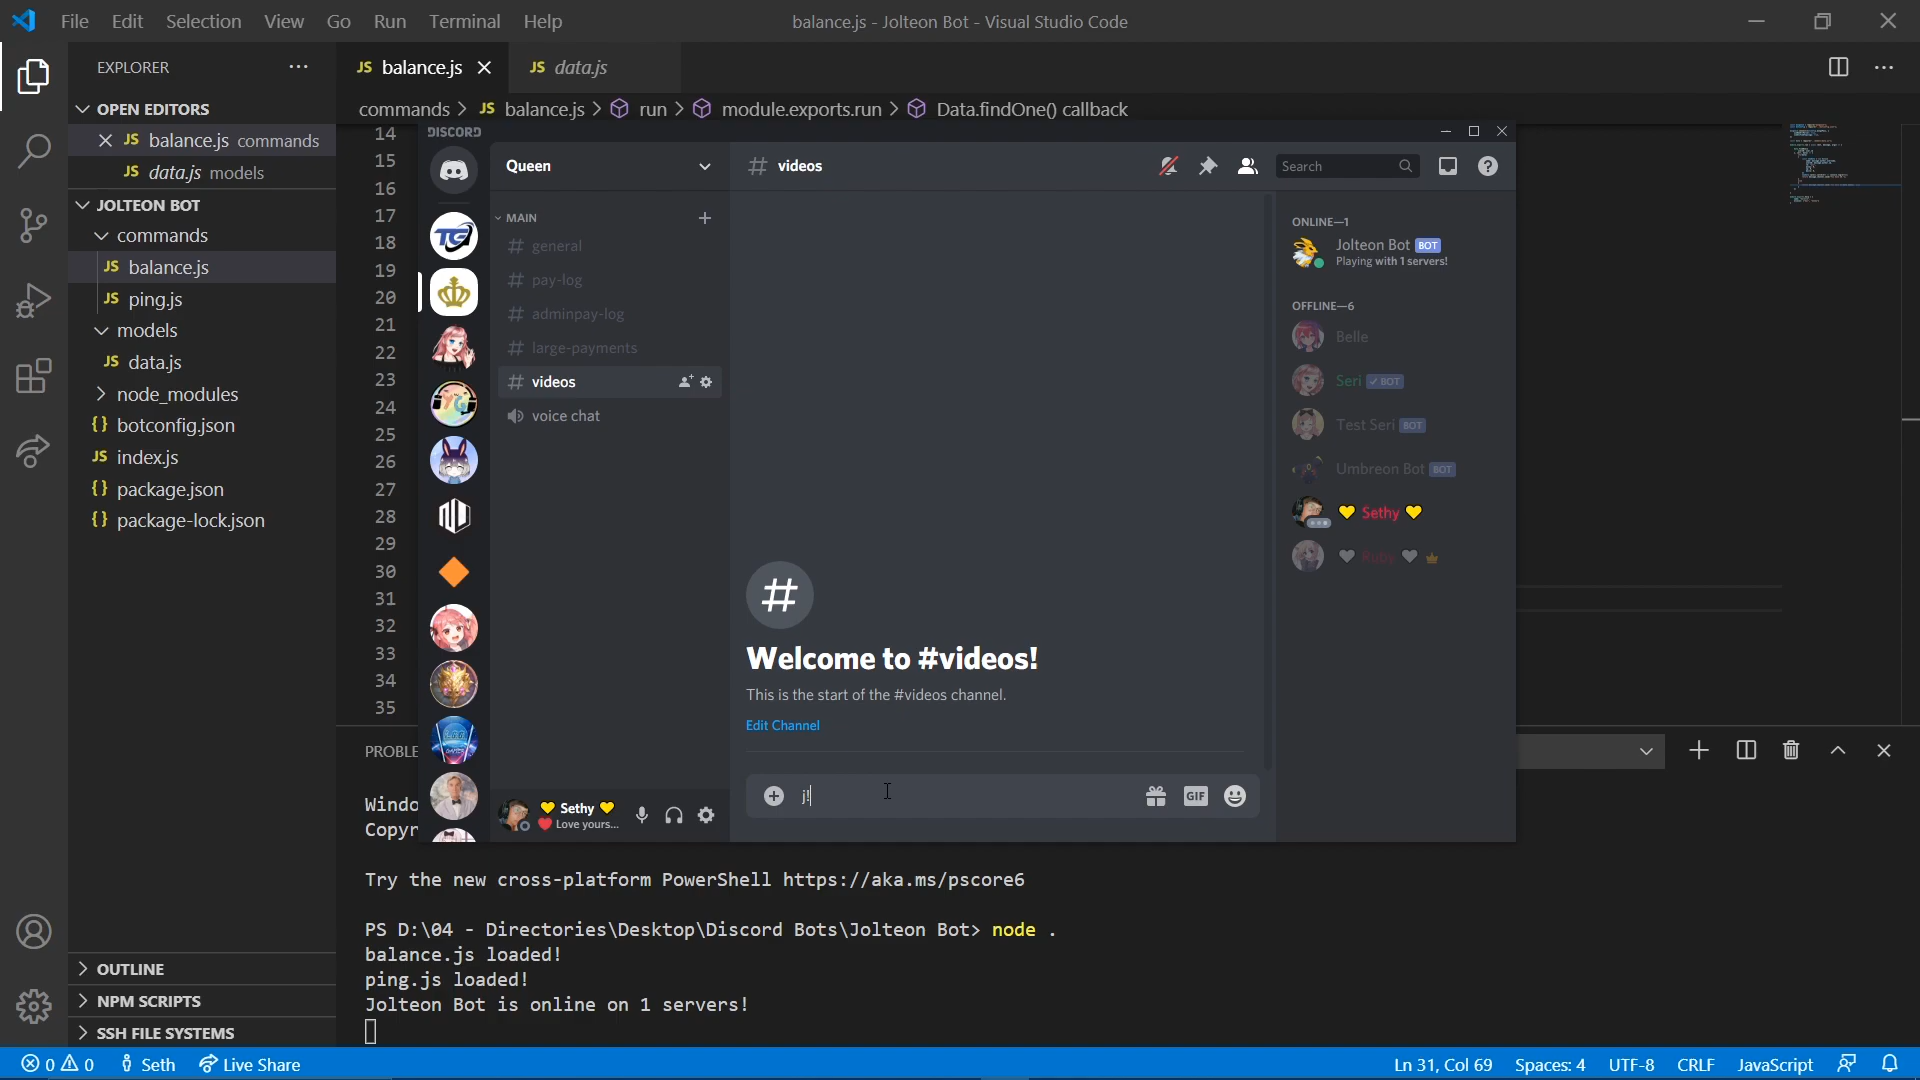 File Edit Selection View Go Run Terminal Help
balance.js - Jolteon Bot - Visual Studio Code
EXPLORER
OPEN EDITORS
balance.js commands
data.js models
JOLTEON BOT
commands
balance.js
ping.js
models
data.js
node_modules
botconfig.json
index.js
package.json
package-lock.json
OUTLINE
NPM SCRIPTS
SSH FILE SYSTEMS
JS balance.js JS data.js
commands > JS balance.js > run > module.exports.run > Data.findOne() callback
14
15
16
17
18
19
20
21
22
23
24
25
26
27
28
29
30
31
32
33
34
35
DISCORD
Queen
MAIN
general
pay-log
adminpay-log
large-payments
videos
voice chat
Sethy
Love yours...
# videos
Search
Welcome to #videos!
This is the start of the #videos channel.
Edit Channel
j!
GIF
ONLINE—1
Jolteon Bot BOT
Playing with 1 servers!
OFFLINE—6
Belle
Seri BOT
Test Seri BOT
Umbreon Bot BOT
Sethy
Ruby
PROBLE
Windo
Copyr
Try the new cross-platform PowerShell https://aka.ms/pscore6
PS D:\04 - Directories\Desktop\Discord Bots\Jolteon Bot> node .
balance.js loaded!
ping.js loaded!
Jolteon Bot is online on 1 servers!
0 0 Seth Live Share
Ln 31, Col 69 Spaces: 4 UTF-8 CRLF JavaScript